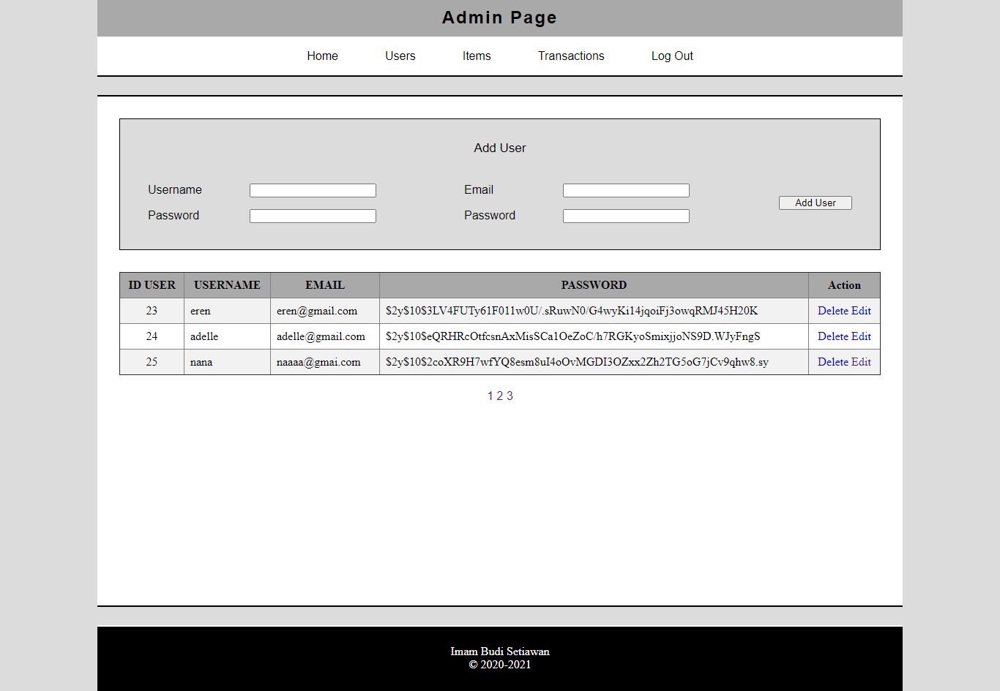 Admin Page
Home Users Items Transactions Log Out
Add User
Username Email
Add User
Password Password
ID USER USERNAME EMAIL PASSWORD Action
23 eren eren@gmail.com $2y$10$3LV4FUTy61F011w0U/.sRuwN0/G4wyKi14jqoiFj3owqRMJ45H20K Delete Edit
24 adelle adelle@gmail.com $2y$10$eQRHRcOtfcsnAxMisSCa1OeZoC/h7RGKyoSmixjjoNS9D.WJyFngS Delete Edit
25 nana naaaa@gmai.com $2y$10$2coXR9H7wfYQ8esm8uI4oOvMGDI3OZxx2Zh2TG5oG7jCv9qhw8.sy Delete Edit
1 2 3
Imam Budi Setiawan
© 2020-2021